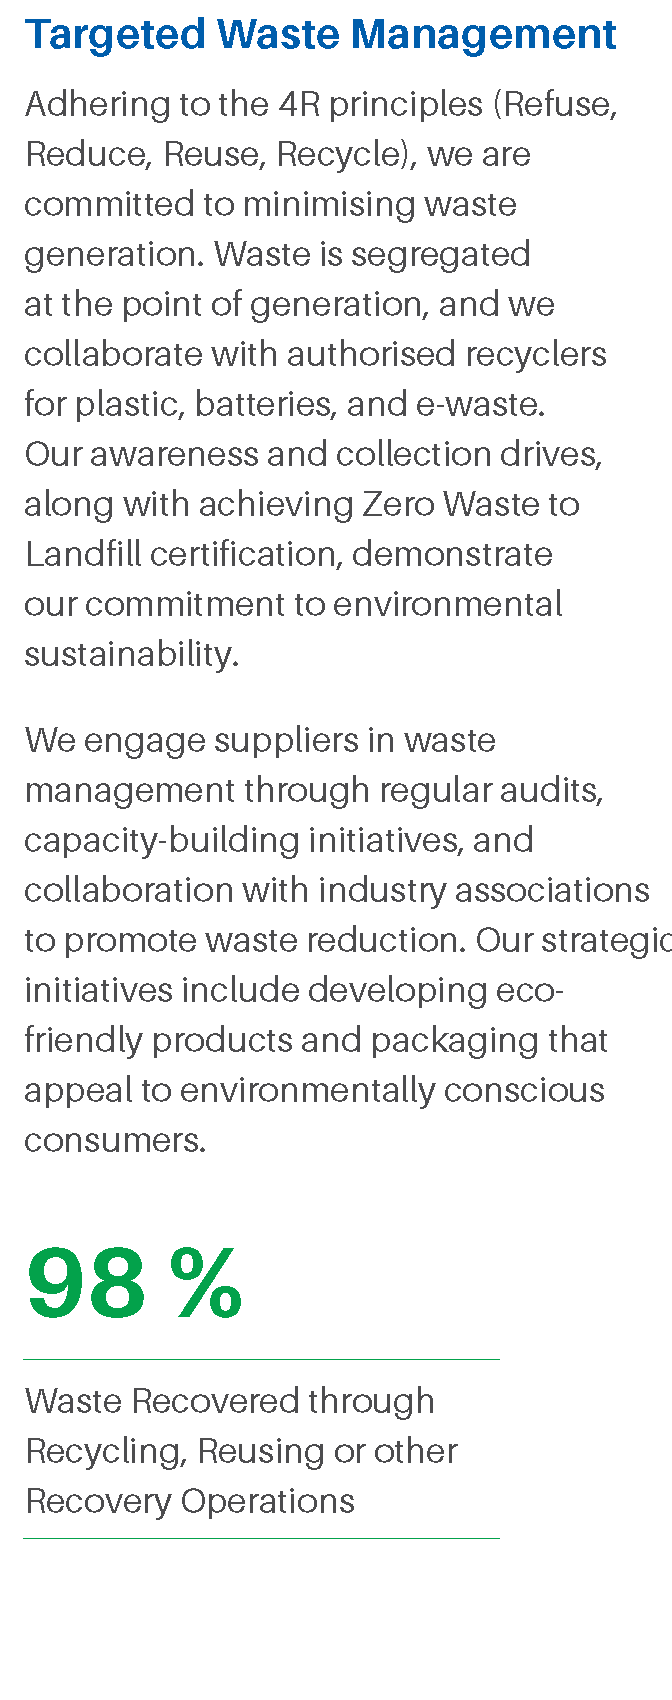 Targeted Waste Management
Adhering to the 4R principles (Refuse,
Reduce, Reuse, Recycle), we are
committed to minimising waste
generation. Waste is segregated
at the point of generation, and we
collaborate with authorised recyclers
for plastic, batteries, and e-waste.
Our awareness and collection drives,
along with achieving Zero Waste to
Landfill certification, demonstrate
our commitment to environmental
sustainability.
We engage suppliers in waste
management through regular audits,
capacity-building initiatives, and
collaboration with industry associations
to promote waste reduction. Our strategic
initiatives include developing eco-
friendly products and packaging that
appeal to environmentally conscious
consumers.
98 %
Waste Recovered through
Recycling, Reusing or other
Recovery Operations